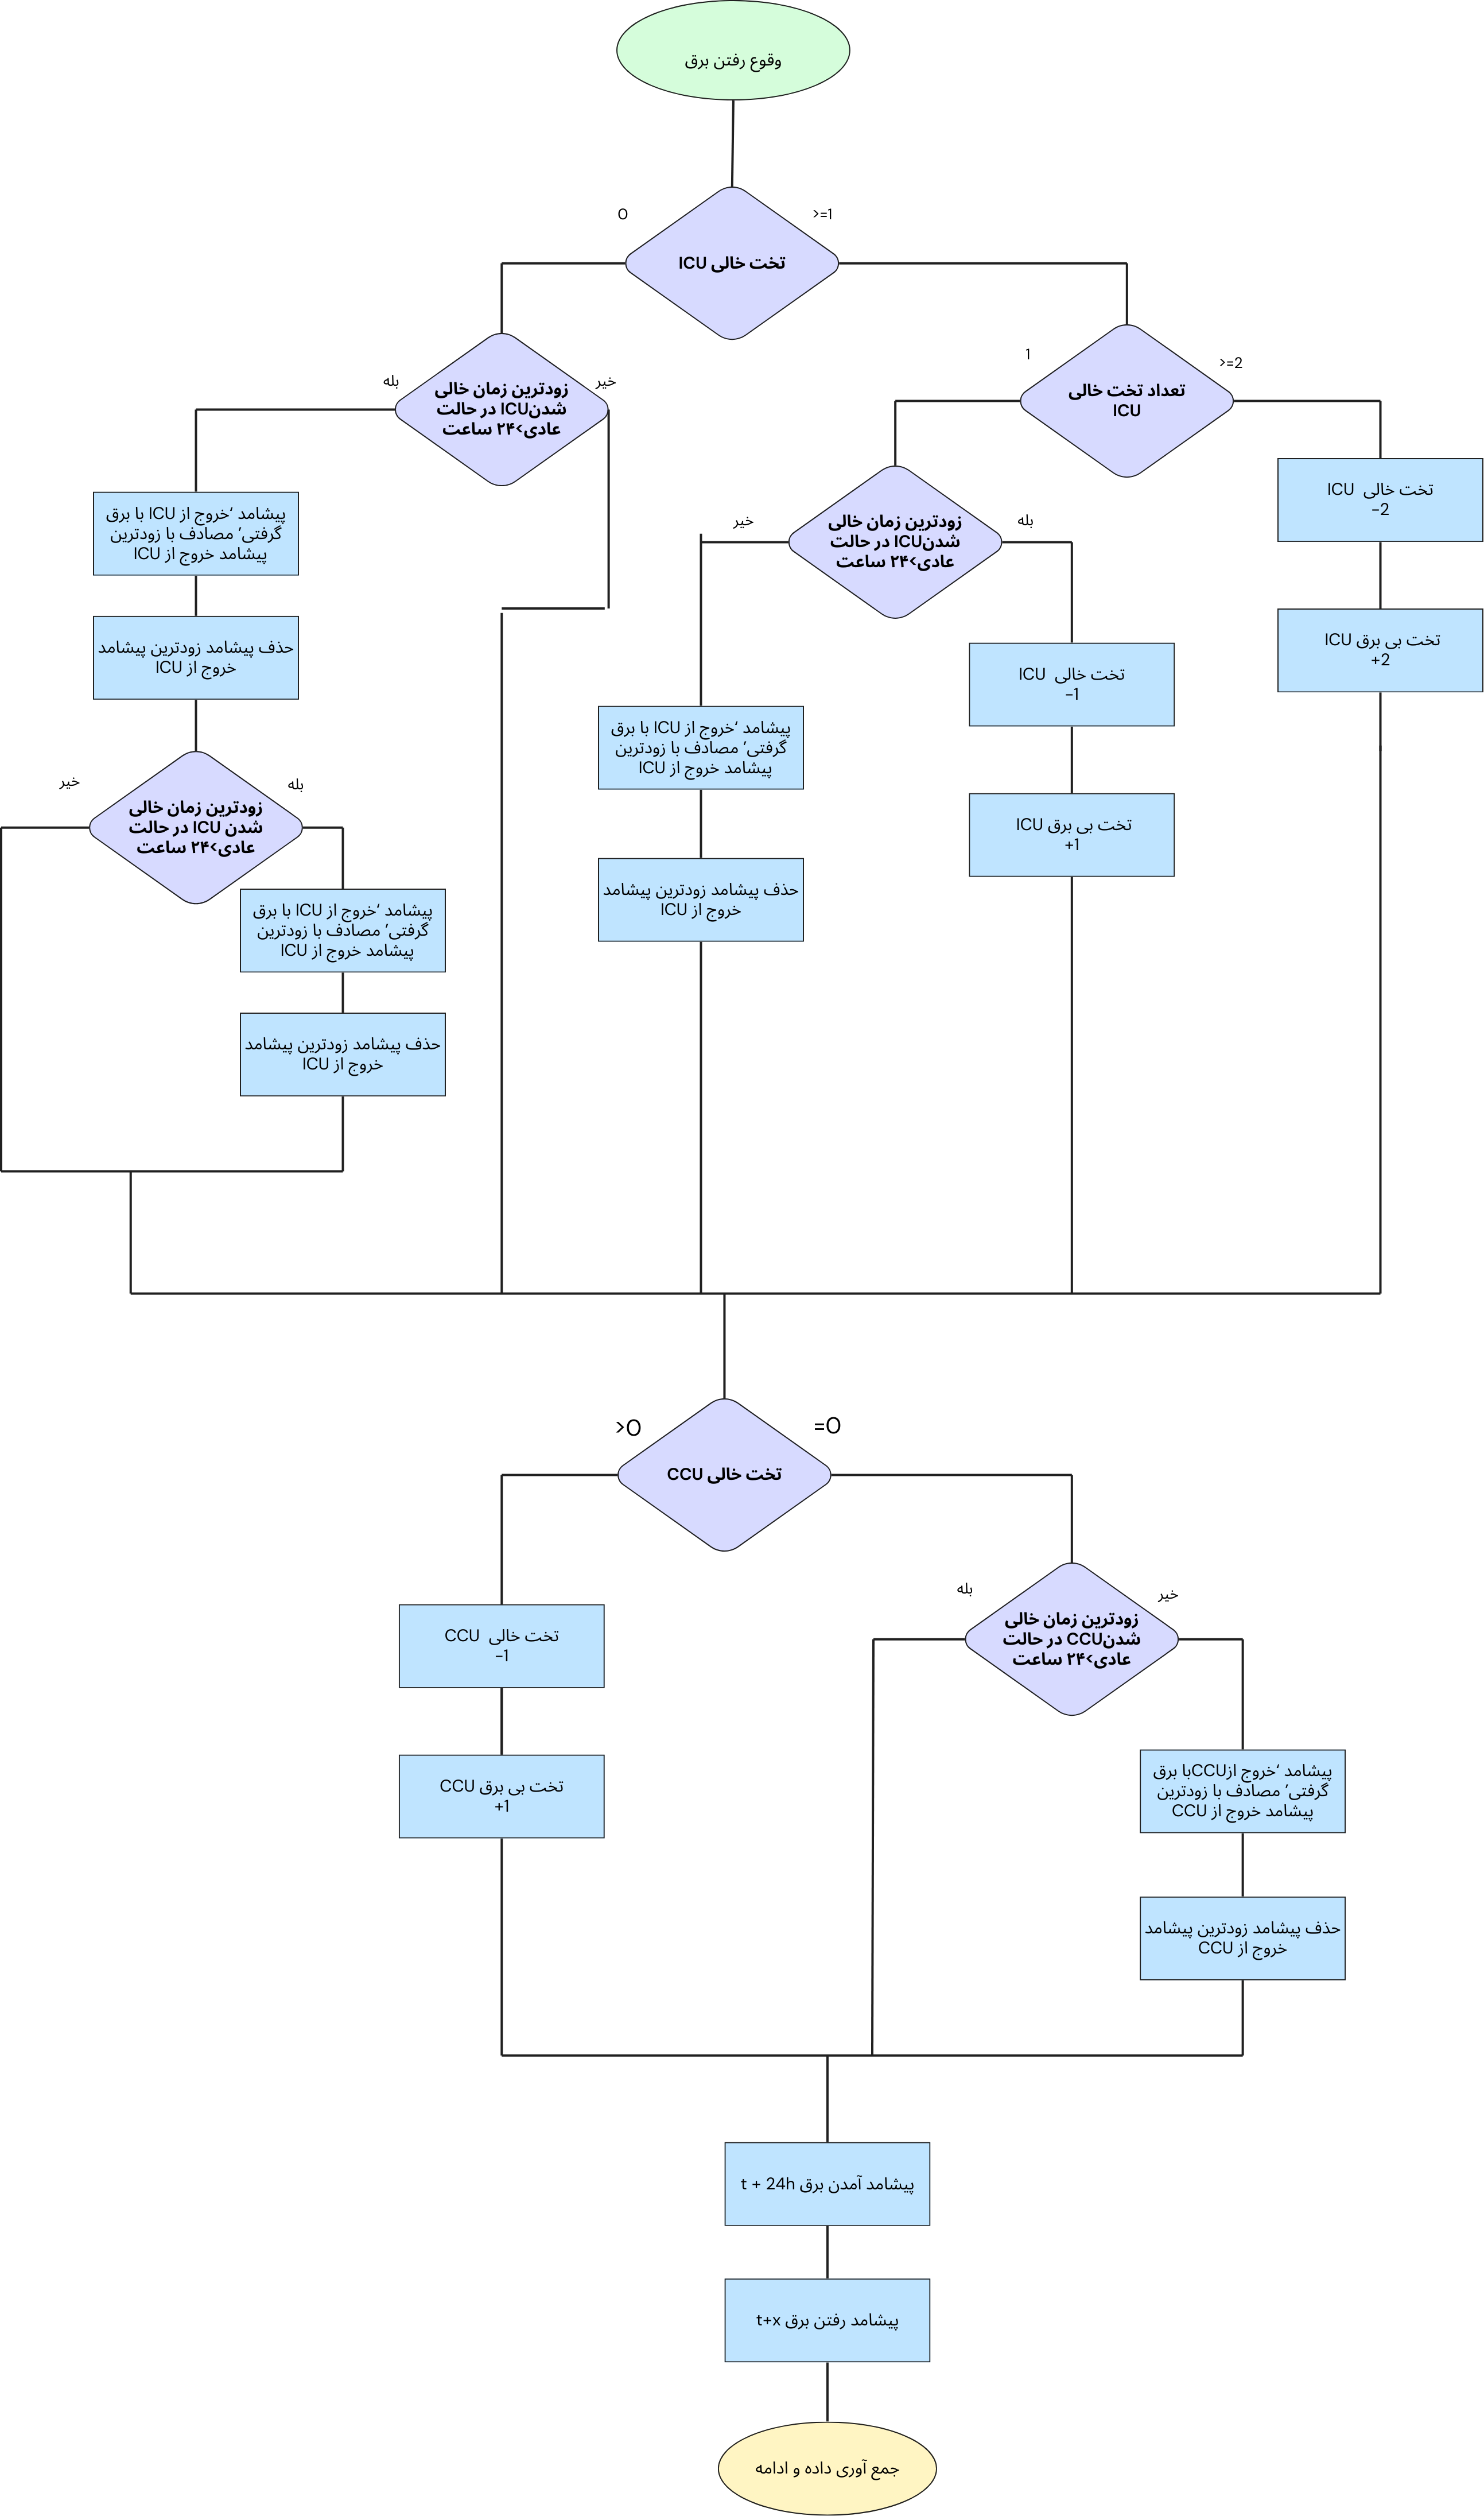 وقوع رفتن برق
0
>=1
تخت خالی ICU
بله
زودترین زمان خالی
شدنICU در حالت
عادی>۲۴ ساعت
خیر
1
تعداد تخت خالی
ICU
>=2
پیشامد ‘خروج از ICU با برق
گرفتی’ مصادف با زودترین
پیشامد خروج از ICU
حذف پیشامد زودترین پیشامد
خروج از ICU
خیر
بله
زودترین زمان خالی
شدن ICU در حالت
عادی>۲۴ ساعت
پیشامد ‘خروج از ICU با برق
گرفتی’ مصادف با زودترین
پیشامد خروج از ICU
حذف پیشامد زودترین پیشامد
خروج از ICU
خیر
زودترین زمان خالی
شدنICU در حالت
عادی>۲۴ ساعت
بله
پیشامد ‘خروج از ICU با برق
گرفتی’ مصادف با زودترین
پیشامد خروج از ICU
حذف پیشامد زودترین پیشامد
خروج از ICU
تخت خالی ICU
-1
تخت بی برق ICU
+1
تخت خالی ICU
-2
تخت بی برق ICU
+2
>0
=0
تخت خالی CCU
تخت خالی CCU
-1
تخت بی برق CCU
+1
بله
خیر
زودترین زمان خالی
شدنCCU در حالت
عادی>۲۴ ساعت
پیشامد ‘خروج ازCCUبا برق
گرفتی’ مصادف با زودترین
پیشامد خروج از CCU
حذف پیشامد زودترین پیشامد
خروج از CCU
پیشامد آمدن برق t + 24h
پیشامد رفتن برق t+x
جمع آوری داده و ادامه